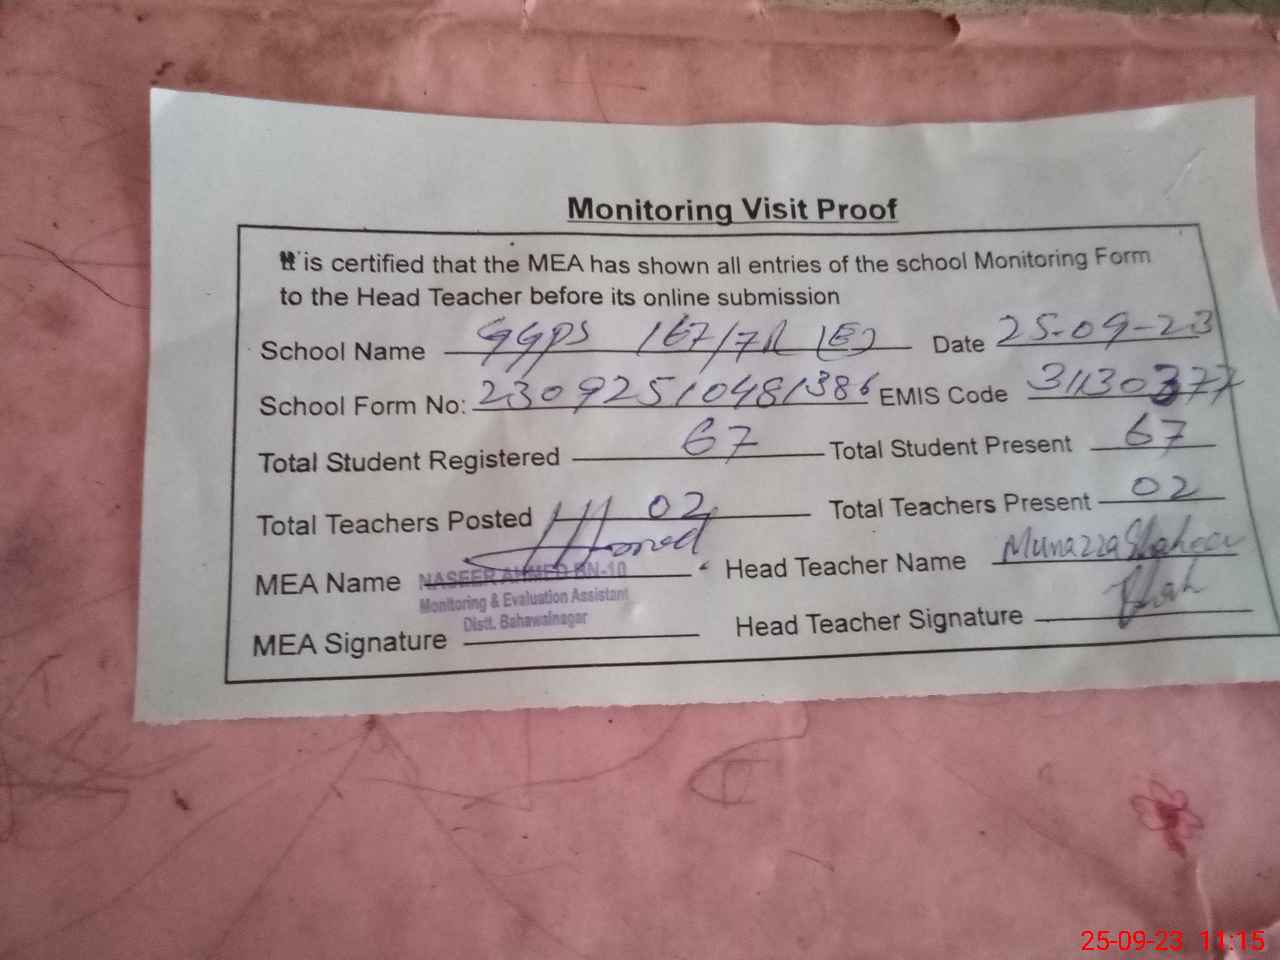 Monitoring Visit Proof
It is certified that the MEA has shown all entries of the school Monitoring Form
to the Head Teacher before its online submission
School Name GGPS 167/7R (E) Date 25-09-23
School Form No: 23092510481386 EMIS Code 31130377
Total Student Registered 67 Total Student Present 67
Total Teachers Posted 02 Total Teachers Present 02
MEA Name NASEER AHMED BN-10 Head Teacher Name Munazza Shaheen
Monitoring & Evaluation Assistant
Distt. Bahawalnagar
MEA Signature Head Teacher Signature
25-09-23 11:15